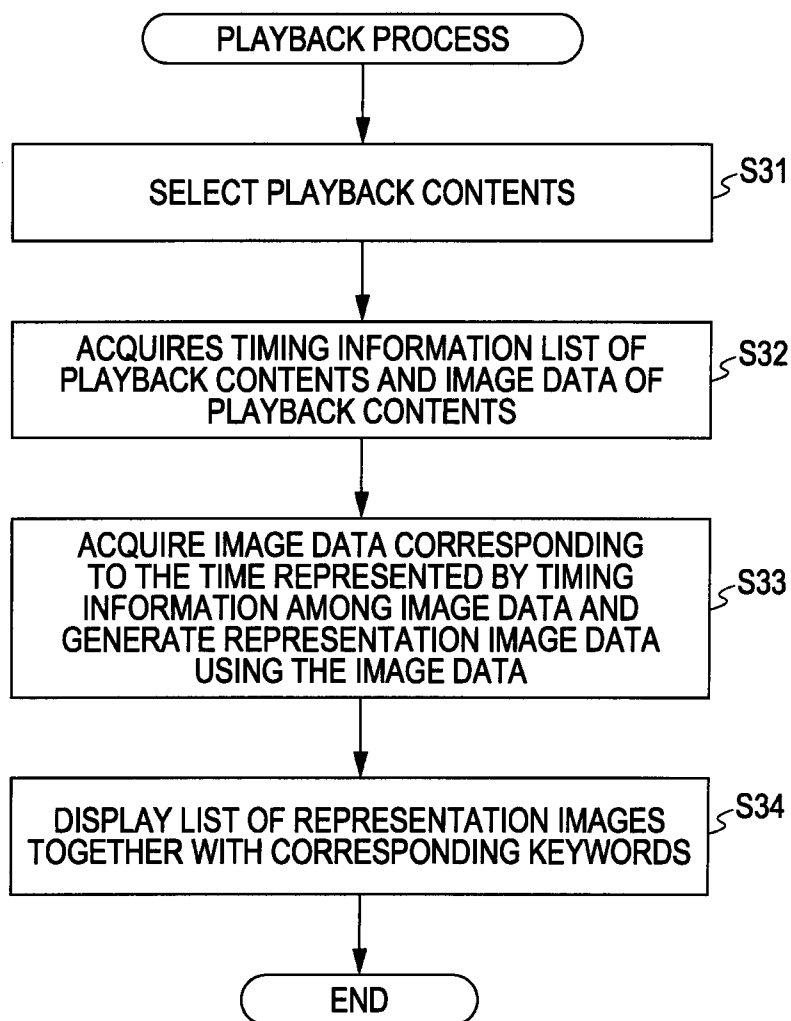 PLAYBACK PROCESS
SELECT PLAYBACK CONTENTS
S31
ACQUIRES TIMING INFORMATION LIST OF
PLAYBACK CONTENTS AND IMAGE DATA OF
PLAYBACK CONTENTS
S32
ACQUIRE IMAGE DATA CORRESPONDING
TO THE TIME REPRESENTED BY TIMING
INFORMATION AMONG IMAGE DATA AND
GENERATE REPRESENTATION IMAGE DATA
USING THE IMAGE DATA
S33
DISPLAY LIST OF REPRESENTATION IMAGES
TOGETHER WITH CORRESPONDING KEYWORDS
S34
END